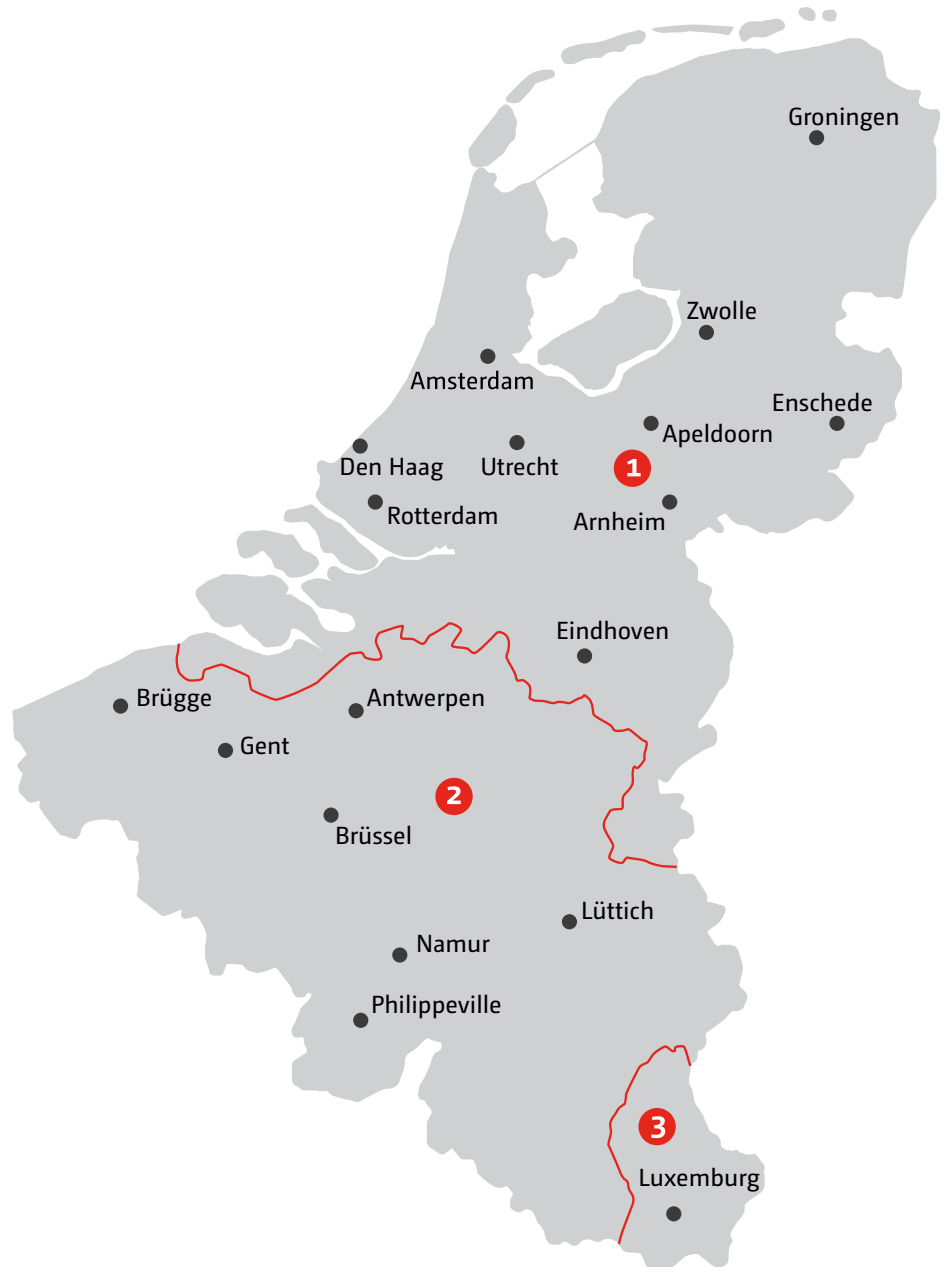 Groningen
Zwolle
Amsterdam
Enschede
Apeldoorn
Den Haag
Utrecht
1
Rotterdam
Arnheim
Eindhoven
Brügge
Antwerpen
Gent
2
Brüssel
Lüttich
Namur
Philippeville
3
Luxemburg